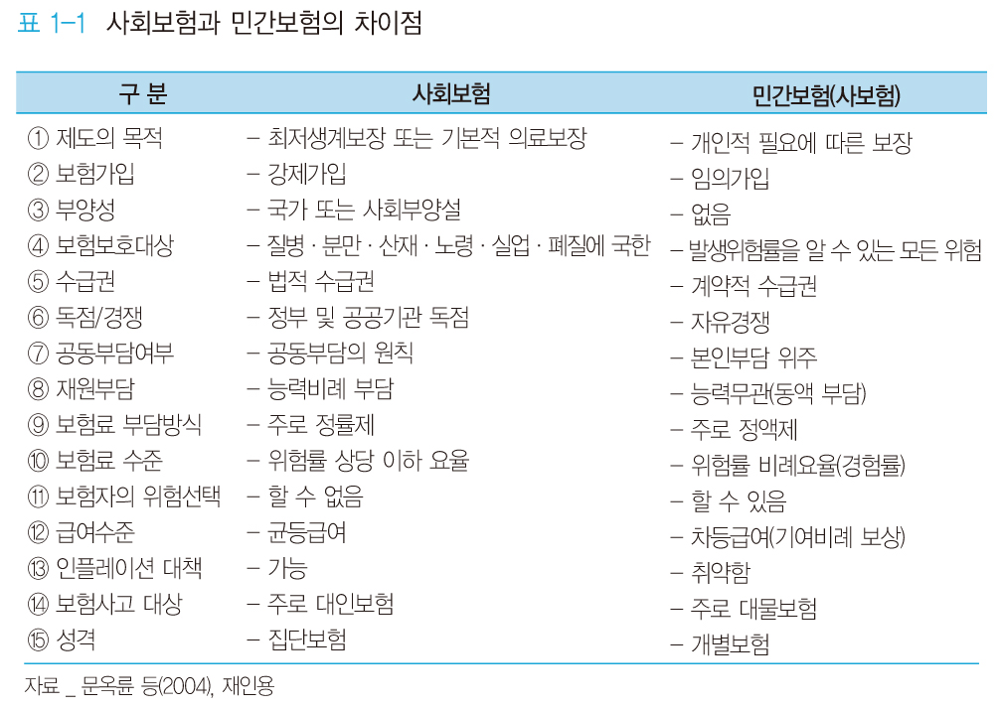 표 1-1 사회보험과 민간보험의 차이점
구 분 사회보험 민간보험(사보험)
① 제도의 목적 – 최저생계보장 또는 기본적 의료보장 – 개인적 필요에 따른 보장
② 보험가입 – 강제가입 – 임의가입
③ 부양성 – 국가 또는 사회부양설 – 없음
④ 보험보호대상 – 질병·분만·산재·노령·실업·폐질에 국한 – 발생위험률을 알 수 있는 모든 위험
⑤ 수급권 – 법적 수급권 – 계약적 수급권
⑥ 독점/경쟁 – 정부 및 공공기관 독점 – 자유경쟁
⑦ 공동부담여부 – 공동부담의 원칙 – 본인부담 위주
⑧ 재원부담 – 능력비례 부담 – 능력무관(동액 부담)
⑨ 보험료 부담방식 – 주로 정률제 – 주로 정액제
⑩ 보험료 수준 – 위험률 상당 이하 요율 – 위험률 비례요율(경험률)
⑪ 보험자의 위험선택 – 할 수 없음 – 할 수 있음
⑫ 급여수준 – 균등급여 – 차등급여(기여비례 보상)
⑬ 인플레이션 대책 – 가능 – 취약함
⑭ 보험사고 대상 – 주로 대인보험 – 주로 대물보험
⑮ 성격 – 집단보험 – 개별보험
자료 _ 문옥륜 등(2004), 재인용